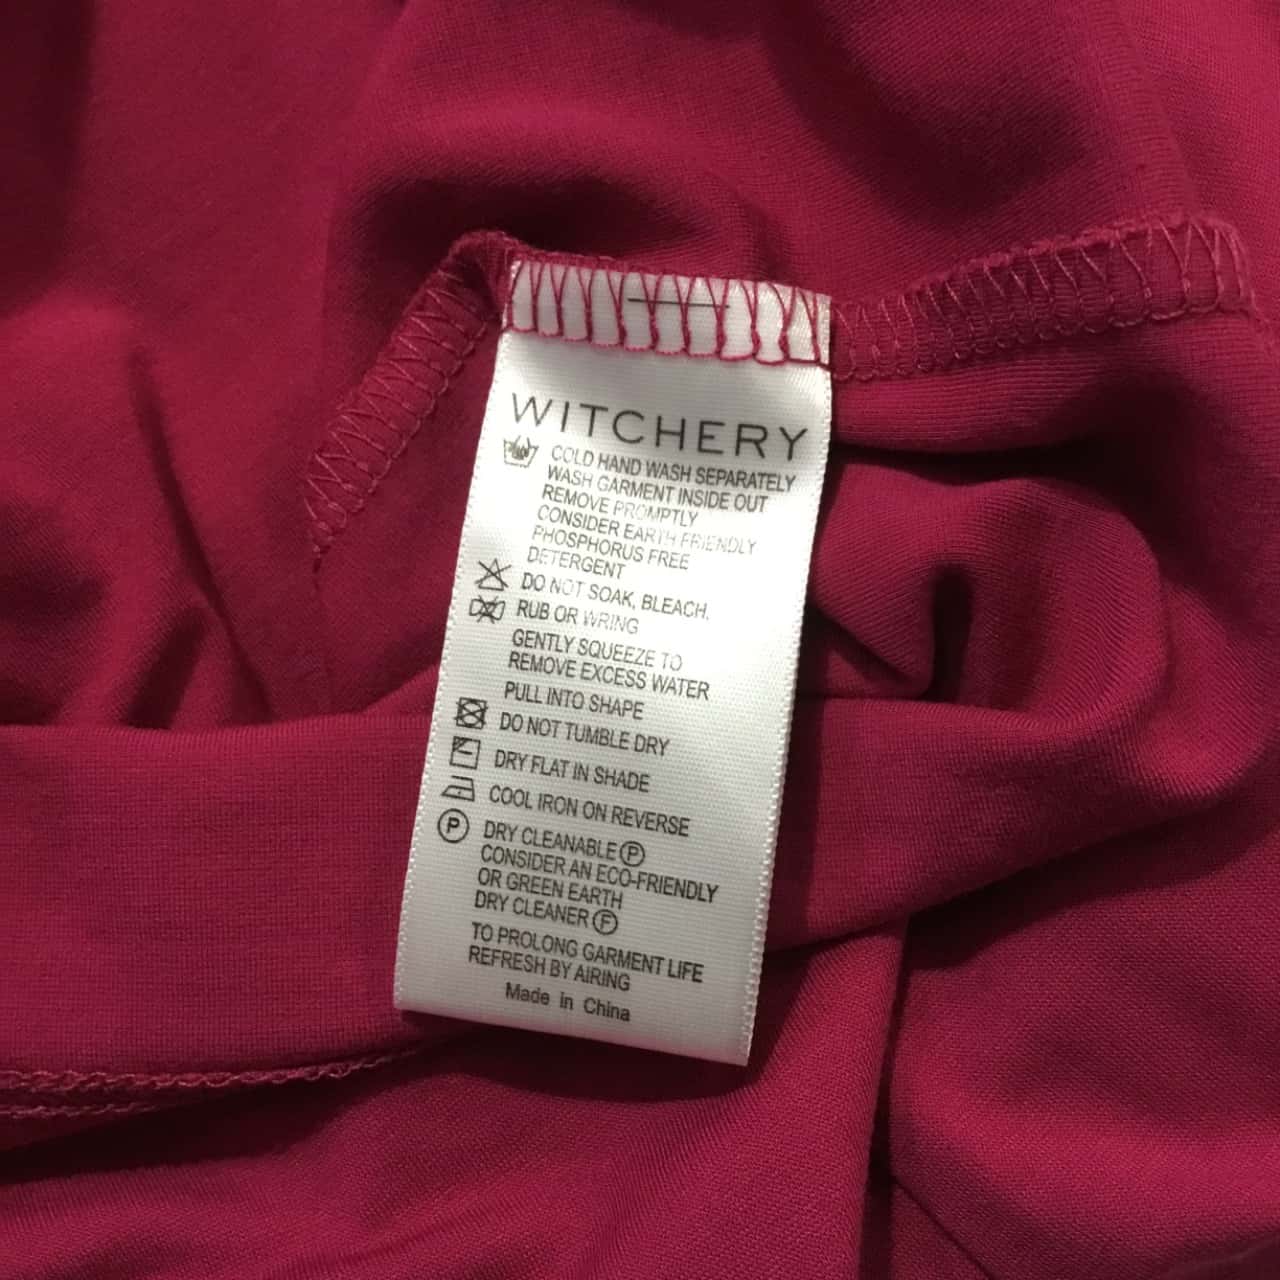 WITCHERY
COLD HAND WASH SEPARATELY
WASH GARMENT INSIDE OUT
REMOVE PROMPTLY
CONSIDER EARTH FRIENDLY
PHOSPHORUS FREE
DETERGENT
DO NOT SOAK, BLEACH,
RUB OR WRING
GENTLY SQUEEZE TO
REMOVE EXCESS WATER
PULL INTO SHAPE
DO NOT TUMBLE DRY
DRY FLAT IN SHADE
COOL IRON ON REVERSE
P DRY CLEANABLE P
CONSIDER AN ECO-FRIENDLY
OR GREEN EARTH
DRY CLEANER F
TO PROLONG GARMENT LIFE
REFRESH BY AIRING
Made in China